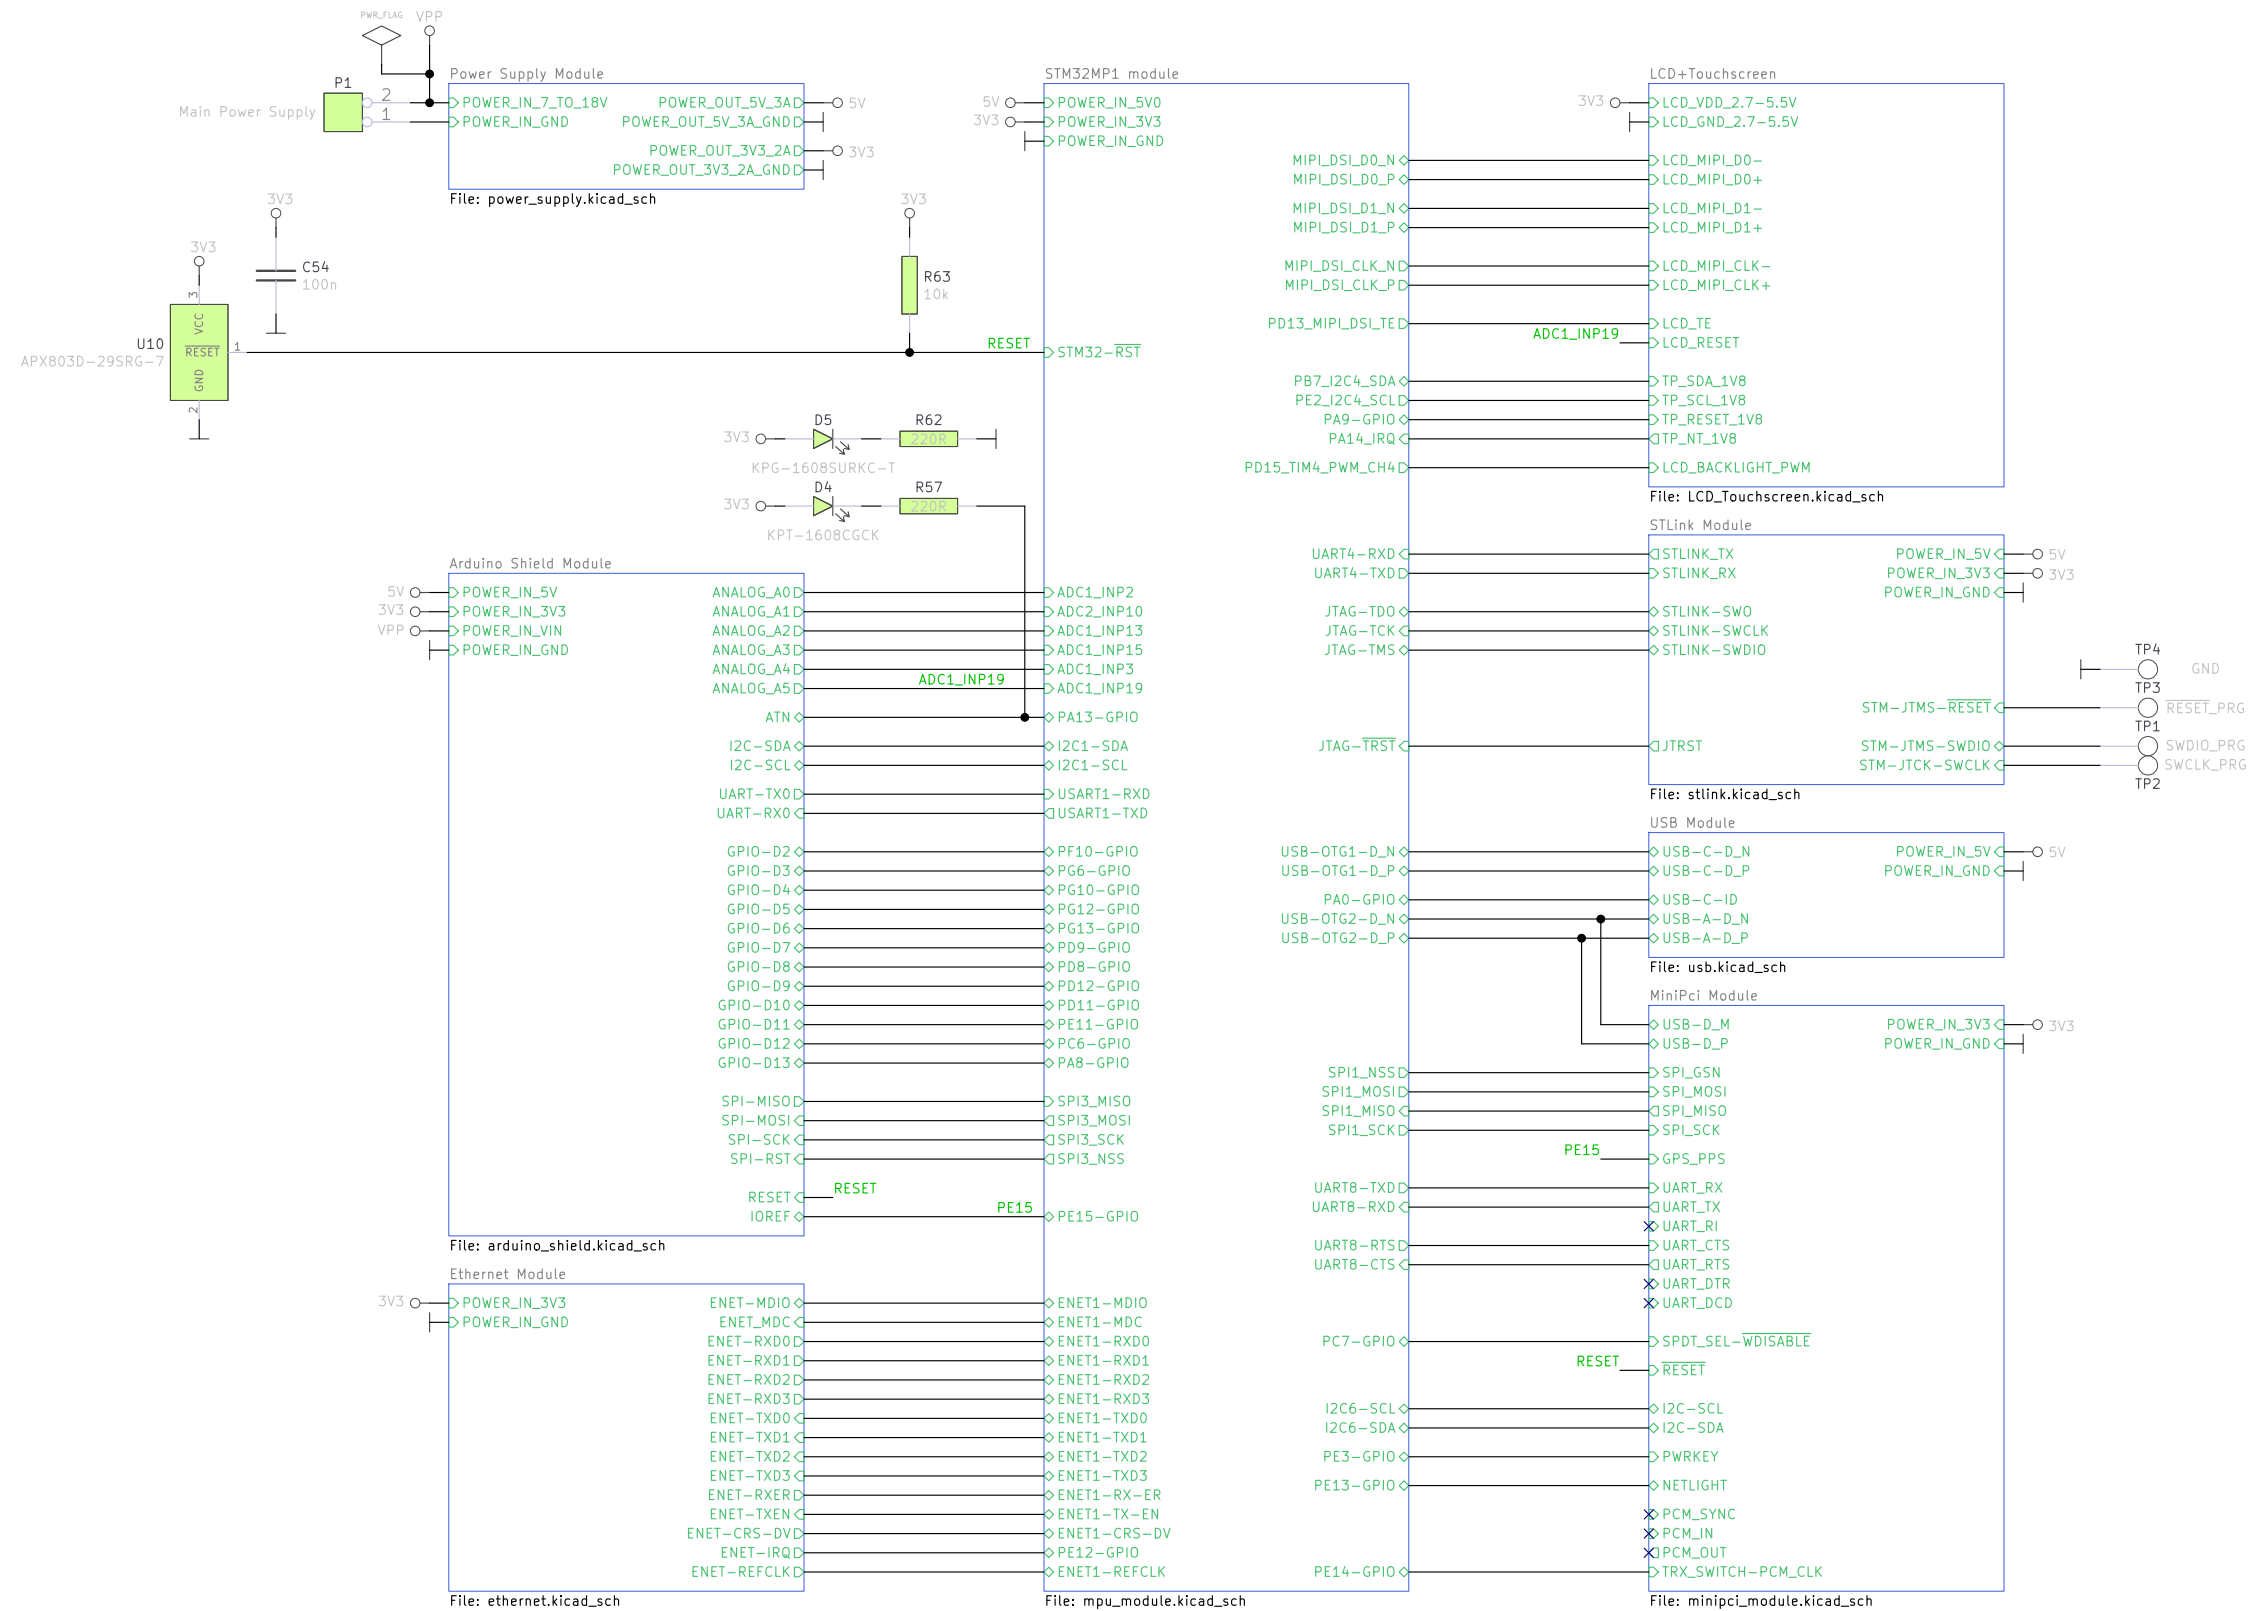 PWR_FLAG
VPP
P1
2
1
Main Power Supply
Power Supply Module
POWER_IN_7_TO_18V
POWER_IN_GND
POWER_OUT_5V_3A
POWER_OUT_5V_3A_GND
POWER_OUT_3V3_2A
POWER_OUT_3V3_2A_GND
5V
3V3
File: power_supply.kicad_sch
3V3
C54
100n
3V3
3
VCC
U10
APX803D-29SRG-7
RESET
1
GND
2
3V3
R63
10k
RESET
3V3
D5
KPG-1608SURKC-T
R62
220R
3V3
D4
KPT-1608CGCK
R57
220R
Arduino Shield Module
5V
3V3
VPP
POWER_IN_5V
POWER_IN_3V3
POWER_IN_VIN
POWER_IN_GND
ANALOG_A0
ANALOG_A1
ANALOG_A2
ANALOG_A3
ANALOG_A4
ANALOG_A5
ATN
I2C-SDA
I2C-SCL
UART-TX0
UART-RX0
GPIO-D2
GPIO-D3
GPIO-D4
GPIO-D5
GPIO-D6
GPIO-D7
GPIO-D8
GPIO-D9
GPIO-D10
GPIO-D11
GPIO-D12
GPIO-D13
SPI-MISO
SPI-MOSI
SPI-SCK
SPI-RST
RESET
IOREF
RESET
PE15
ADC1_INP19
File: arduino_shield.kicad_sch
Ethernet Module
3V3
POWER_IN_3V3
POWER_IN_GND
ENET-MDIO
ENET_MDC
ENET-RXD0
ENET-RXD1
ENET-RXD2
ENET-RXD3
ENET-TXD0
ENET-TXD1
ENET-TXD2
ENET-TXD3
ENET-RXER
ENET-TXEN
ENET-CRS-DV
ENET-IRQ
ENET-REFCLK
File: ethernet.kicad_sch
STM32MP1 module
5V
3V3
POWER_IN_5V0
POWER_IN_3V3
POWER_IN_GND
STM32-RST
ADC1_INP2
ADC2_INP10
ADC1_INP13
ADC1_INP15
ADC1_INP3
ADC1_INP19
PA13-GPIO
I2C1-SDA
I2C1-SCL
USART1-RXD
USART1-TXD
PF10-GPIO
PG6-GPIO
PG10-GPIO
PG12-GPIO
PG13-GPIO
PD9-GPIO
PD8-GPIO
PD12-GPIO
PD11-GPIO
PE11-GPIO
PC6-GPIO
PA8-GPIO
SPI3_MISO
SPI3_MOSI
SPI3_SCK
SPI3_NSS
PE15-GPIO
ENET1-MDIO
ENET1-MDC
ENET1-RXD0
ENET1-RXD1
ENET1-RXD2
ENET1-RXD3
ENET1-TXD0
ENET1-TXD1
ENET1-TXD2
ENET1-TXD3
ENET1-RX-ER
ENET1-TX-EN
ENET1-CRS-DV
PE12-GPIO
ENET1-REFCLK
MIPI_DSI_D0_N
MIPI_DSI_D0_P
MIPI_DSI_D1_N
MIPI_DSI_D1_P
MIPI_DSI_CLK_N
MIPI_DSI_CLK_P
PD13_MIPI_DSI_TE
PB7_I2C4_SDA
PE2_I2C4_SCL
PA9-GPIO
PA14_IRQ
PD15_TIM4_PWM_CH4
UART4-RXD
UART4-TXD
JTAG-TDO
JTAG-TCK
JTAG-TMS
JTAG-TRST
USB-OTG1-D_N
USB-OTG1-D_P
PA0-GPIO
USB-OTG2-D_N
USB-OTG2-D_P
SPI1_NSS
SPI1_MOSI
SPI1_MISO
SPI1_SCK
UART8-TXD
UART8-RXD
UART8-RTS
UART8-CTS
PC7-GPIO
I2C6-SCL
I2C6-SDA
PE3-GPIO
PE13-GPIO
PE14-GPIO
File: mpu_module.kicad_sch
LCD+Touchscreen
3V3
LCD_VDD_2.7-5.5V
LCD_GND_2.7-5.5V
LCD_MIPI_D0-
LCD_MIPI_D0+
LCD_MIPI_D1-
LCD_MIPI_D1+
LCD_MIPI_CLK-
LCD_MIPI_CLK+
LCD_TE
ADC1_INP19
LCD_RESET
TP_SDA_1V8
TP_SCL_1V8
TP_RESET_1V8
TP_NT_1V8
LCD_BACKLIGHT_PWM
File: LCD_Touchscreen.kicad_sch
STLink Module
STLINK_TX
STLINK_RX
STLINK-SWO
STLINK-SWCLK
STLINK-SWDIO
JTRST
POWER_IN_5V
POWER_IN_3V3
POWER_IN_GND
5V
3V3
STM-JTMS-RESET
STM-JTMS-SWDIO
STM-JTCK-SWCLK
TP4
GND
TP3
RESET_PRG
TP1
SWDIO_PRG
SWCLK_PRG
TP2
File: stlink.kicad_sch
USB Module
USB-C-D_N
USB-C-D_P
USB-C-ID
USB-A-D_N
USB-A-D_P
POWER_IN_5V
POWER_IN_GND
5V
File: usb.kicad_sch
MiniPci Module
USB-D_M
USB-D_P
POWER_IN_3V3
POWER_IN_GND
3V3
SPI_GSN
SPI_MOSI
SPI_MISO
SPI_SCK
PE15
GPS_PPS
UART_RX
UART_TX
UART_RI
UART_CTS
UART_RTS
UART_DTR
UART_DCD
SPDT_SEL-WDISABLE
RESET
RESET
I2C-SCL
I2C-SDA
PWRKEY
NETLIGHT
PCM_SYNC
PCM_IN
PCM_OUT
TRX_SWITCH-PCM_CLK
File: minipci_module.kicad_sch